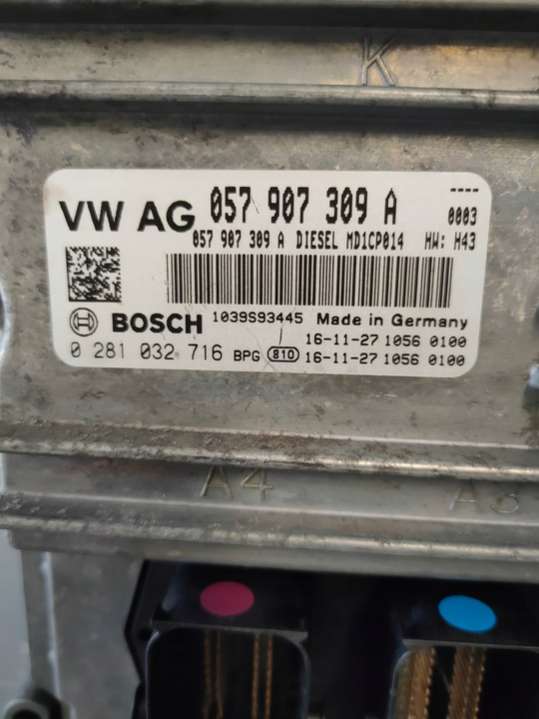 K
VW AG 057 907 309 A ----
0003
057 907 309 A DIESEL MD1CP014 HW: H43
BOSCH 1039S93445 Made in Germany
16-11-27 1056 0100
0 281 032 716 BPG 810 16-11-27 1056 0100
A4 A3